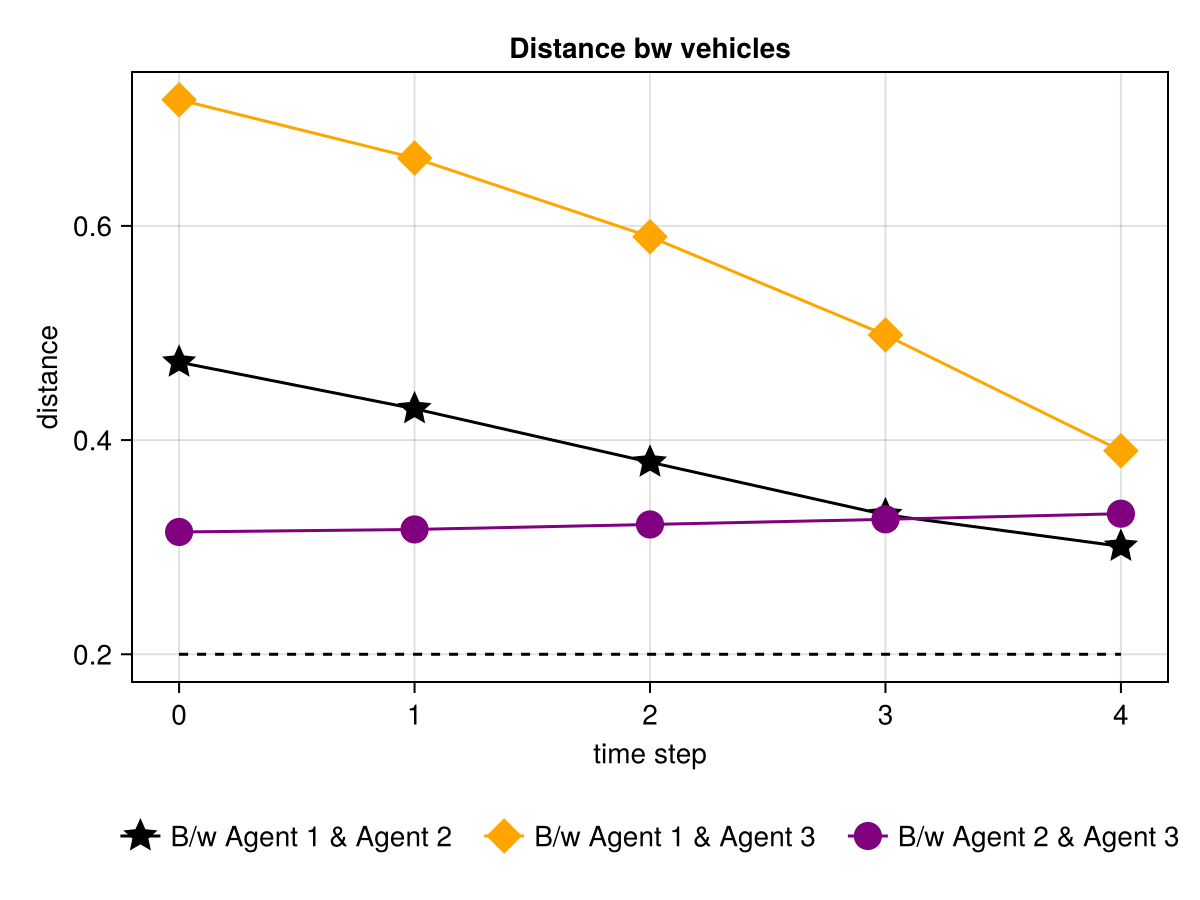 Distance bw vehicles
distance
0.6
0.4
0.2
0 1 2 3 4
time step
B/w Agent 1 & Agent 2 B/w Agent 1 & Agent 3 B/w Agent 2 & Agent 3